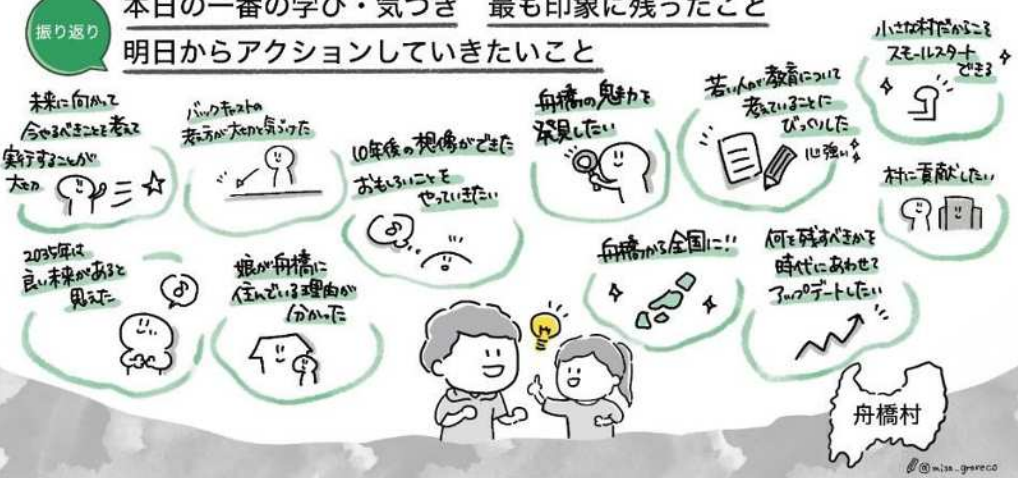 振り返り
本日の一番の学び・気づき 最も印象に残ったこと
明日からアクションしていきたいこと
未来に向かって
今やるべきことを考えて
実行することが
大切
バックキャストの
考え方が大切と気づけた
10年後の想像ができた
おもしろいことを
やっていきたい
舟橋の魅力を
発見したい
若い人が教育について
考えていることに
びっくりした
心強い
小さな村だからこそ
スモールスタート
できる
村に貢献したい
2035年は
良い未来があると
思えた
娘が舟橋に
住んでいる理由が
分かった
舟橋から全国に!!
何を残すべきかを
時代にあわせて
アップデートしたい
舟橋村